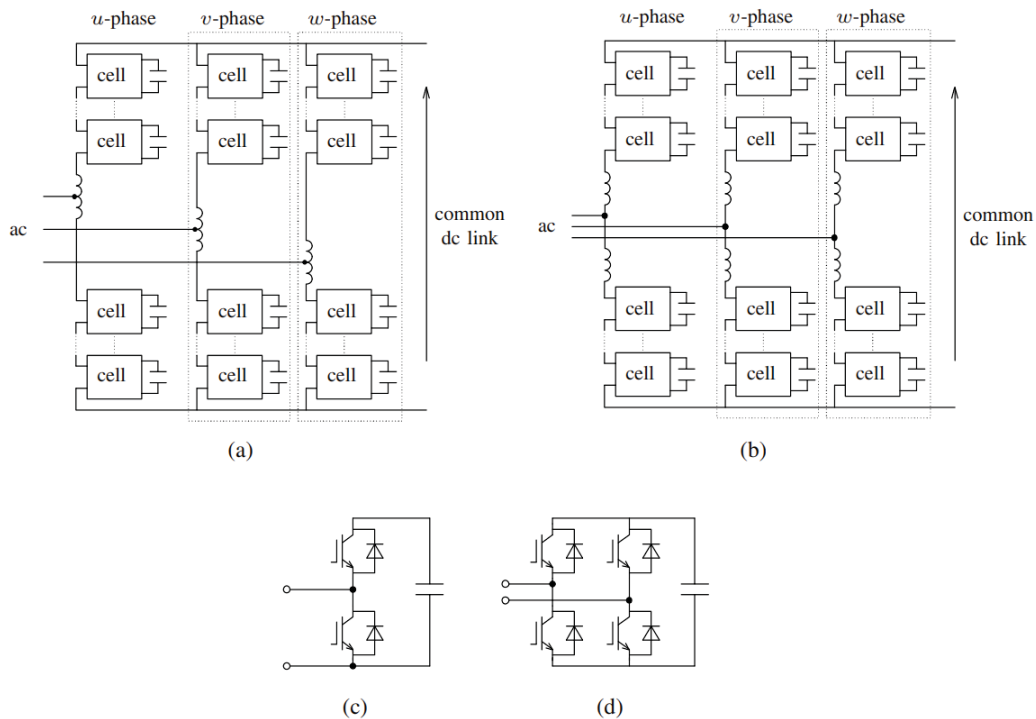 u-phase v-phase w-phase
cell cell cell
cell cell cell
ac
common
dc link
cell cell cell
cell cell cell
(a)
u-phase v-phase w-phase
cell cell cell
cell cell cell
ac
common
dc link
cell cell cell
cell cell cell
(b)
(c)
(d)